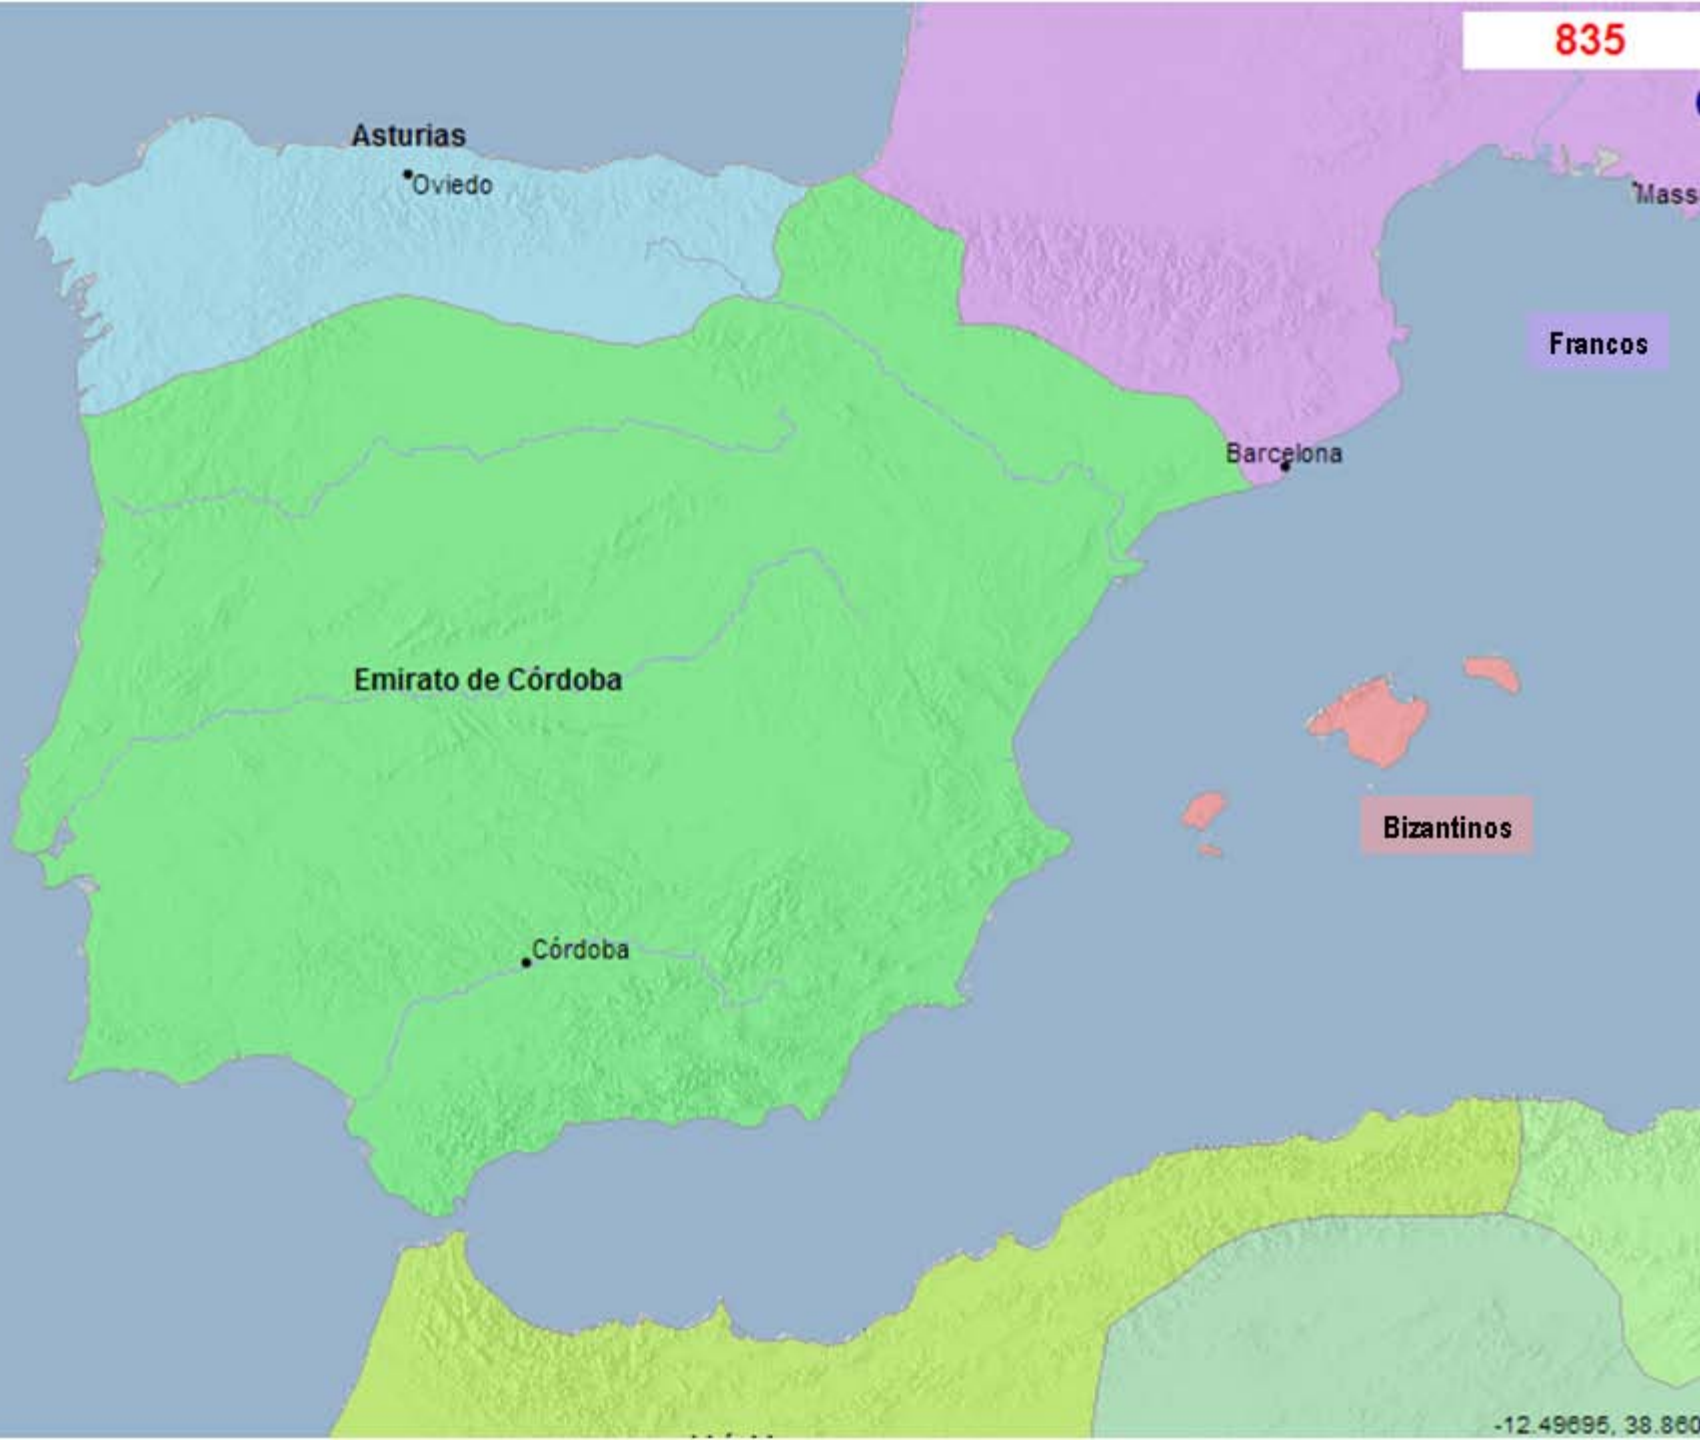 835
Asturias
Oviedo
Mass
Francos
Barcelona
Emirato de Córdoba
Bizantinos
Córdoba
-12.49695, 38.860